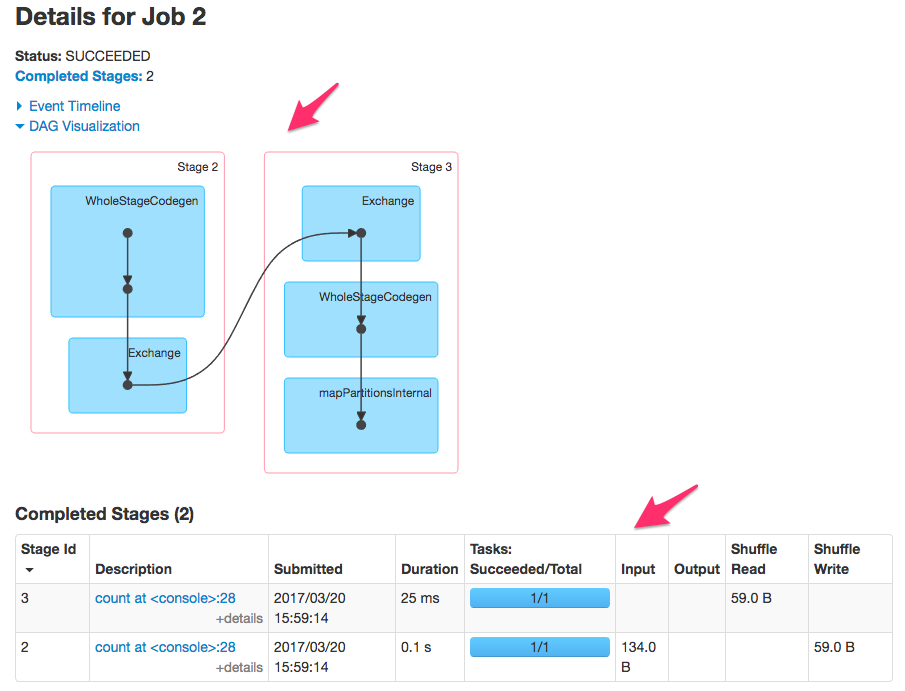 Details for Job 2
Status: SUCCEEDED
Completed Stages: 2
Event Timeline
DAG Visualization
Stage 2
WholeStageCodegen
Exchange
Stage 3
Exchange
WholeStageCodegen
mapPartitionsInternal
Completed Stages (2)
Stage Id Description Submitted Duration Tasks: Succeeded/Total Input Output Shuffle Read Shuffle Write
3 count at <console>:28 +details 2017/03/20 15:59:14 25 ms 1/1 59.0 B
2 count at <console>:28 +details 2017/03/20 15:59:14 0.1 s 1/1 134.0 B 59.0 B